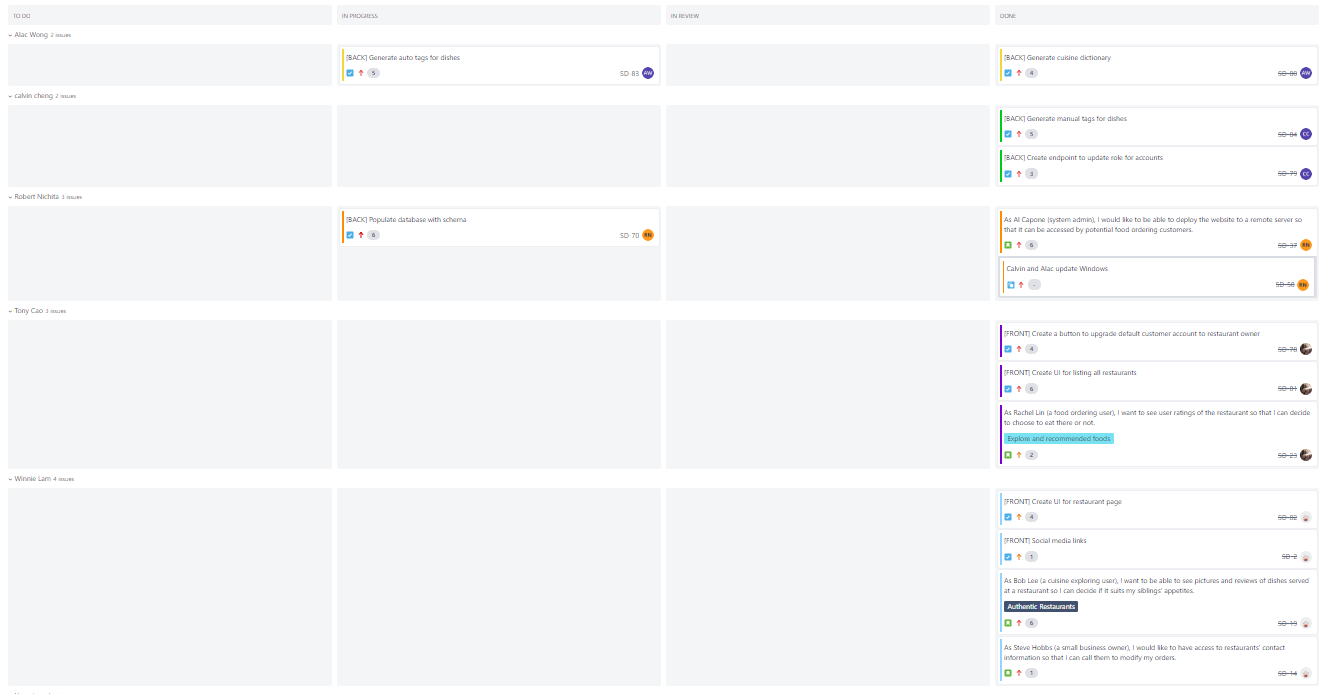 TO DO
IN PROGRESS
IN REVIEW
DONE
Alac Wong 2 issues
[BACK] Generate auto tags for dishes
5
SD-83 AW
[BACK] Generate cuisine dictionary
4
SD-80 AW
calvin cheng 2 issues
[BACK] Generate manual tags for dishes
5
SD-84 CC
[BACK] Create endpoint to update role for accounts
3
SD-79 CC
Robert Nichita 3 issues
[BACK] Populate database with schema
6
SD-70 RN
As Al Capone (system admin), I would like to be able to deploy the website to a remote server so
that it can be accessed by potential food ordering customers.
6
SD-37 RN
Calvin and Alac update Windows
-
SD-58 RN
Tony Cao 3 issues
[FRONT] Create a button to upgrade default customer account to restaurant owner
4
SD-78
[FRONT] Create UI for listing all restaurants
6
SD-81
As Rachel Lin (a food ordering user), I want to see user ratings of the restaurant so that I can decide
to choose to eat there or not.
Explore and recommended foods
2
SD-23
Winnie Lam 4 issues
[FRONT] Create UI for restaurant page
4
SD-82
[FRONT] Social media links
1
SD-2
As Bob Lee (a cuisine exploring user), I want to be able to see pictures and reviews of dishes served
at a restaurant so I can decide if it suits my siblings' appetites.
Authentic Restaurants
6
SD-19
As Steve Hobbs (a small business owner), I would like to have access to restaurants' contact
information so that I can call them to modify my orders.
1
SD-14